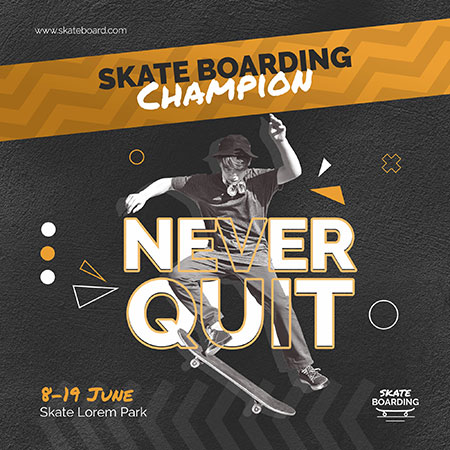 www.skateboard.com
SKATE BOARDING
CHAMPION
NEVER
QUIT
8-19 JUNE
Skate Lorem Park
SKATE
BOARDING